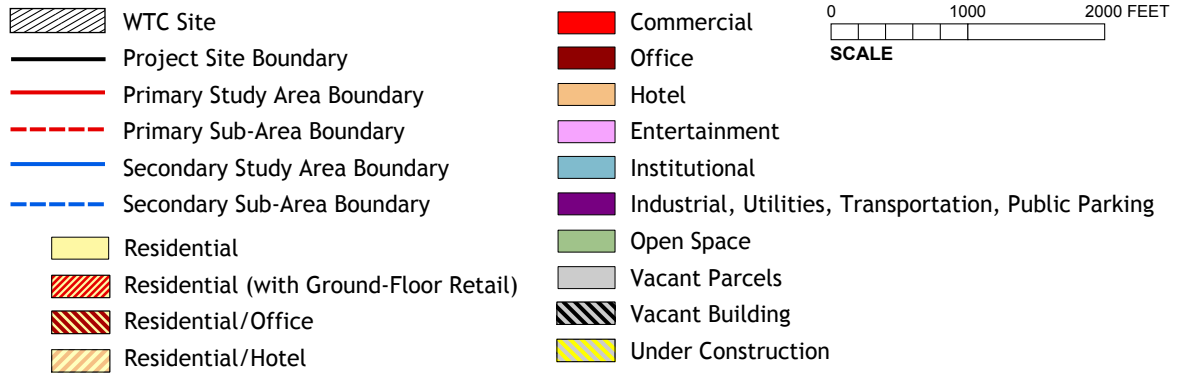 WTC Site
Project Site Boundary
Primary Study Area Boundary
Primary Sub-Area Boundary
Secondary Study Area Boundary
Secondary Sub-Area Boundary
Residential
Residential (with Ground-Floor Retail)
Residential/Office
Residential/Hotel
Commercial
Office
Hotel
Entertainment
Institutional
Industrial, Utilities, Transportation, Public Parking
Open Space
Vacant Parcels
Vacant Building
Under Construction
0 1000 2000 FEET
SCALE